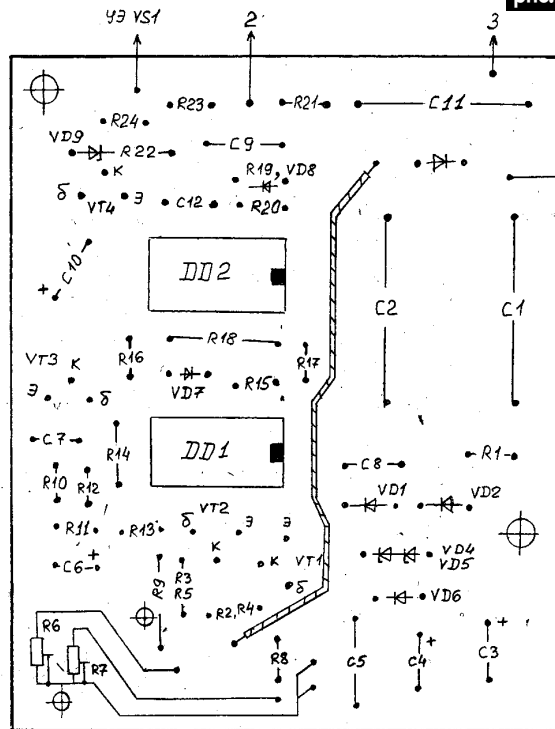 УЭ VS1
2
3
R23
R21
C11
R24
VD9
R22
C9
К
R19, VD8
б
Э
VT4
C12
R20
C10
+
DD2
C2
C1
R18
VT3
К
R16
R17
VD7
R15
Э
б
C7
R14
DD1
R10
R12
C8
R1
VD1
VD2
VT2
R11
R13
б
Э
Э
VD4
VD5
К
К
VT1
C6
+
R9
R3
R5
б
VD6
R2, R4
R6
R7
R8
C5
C4
+
C3
+